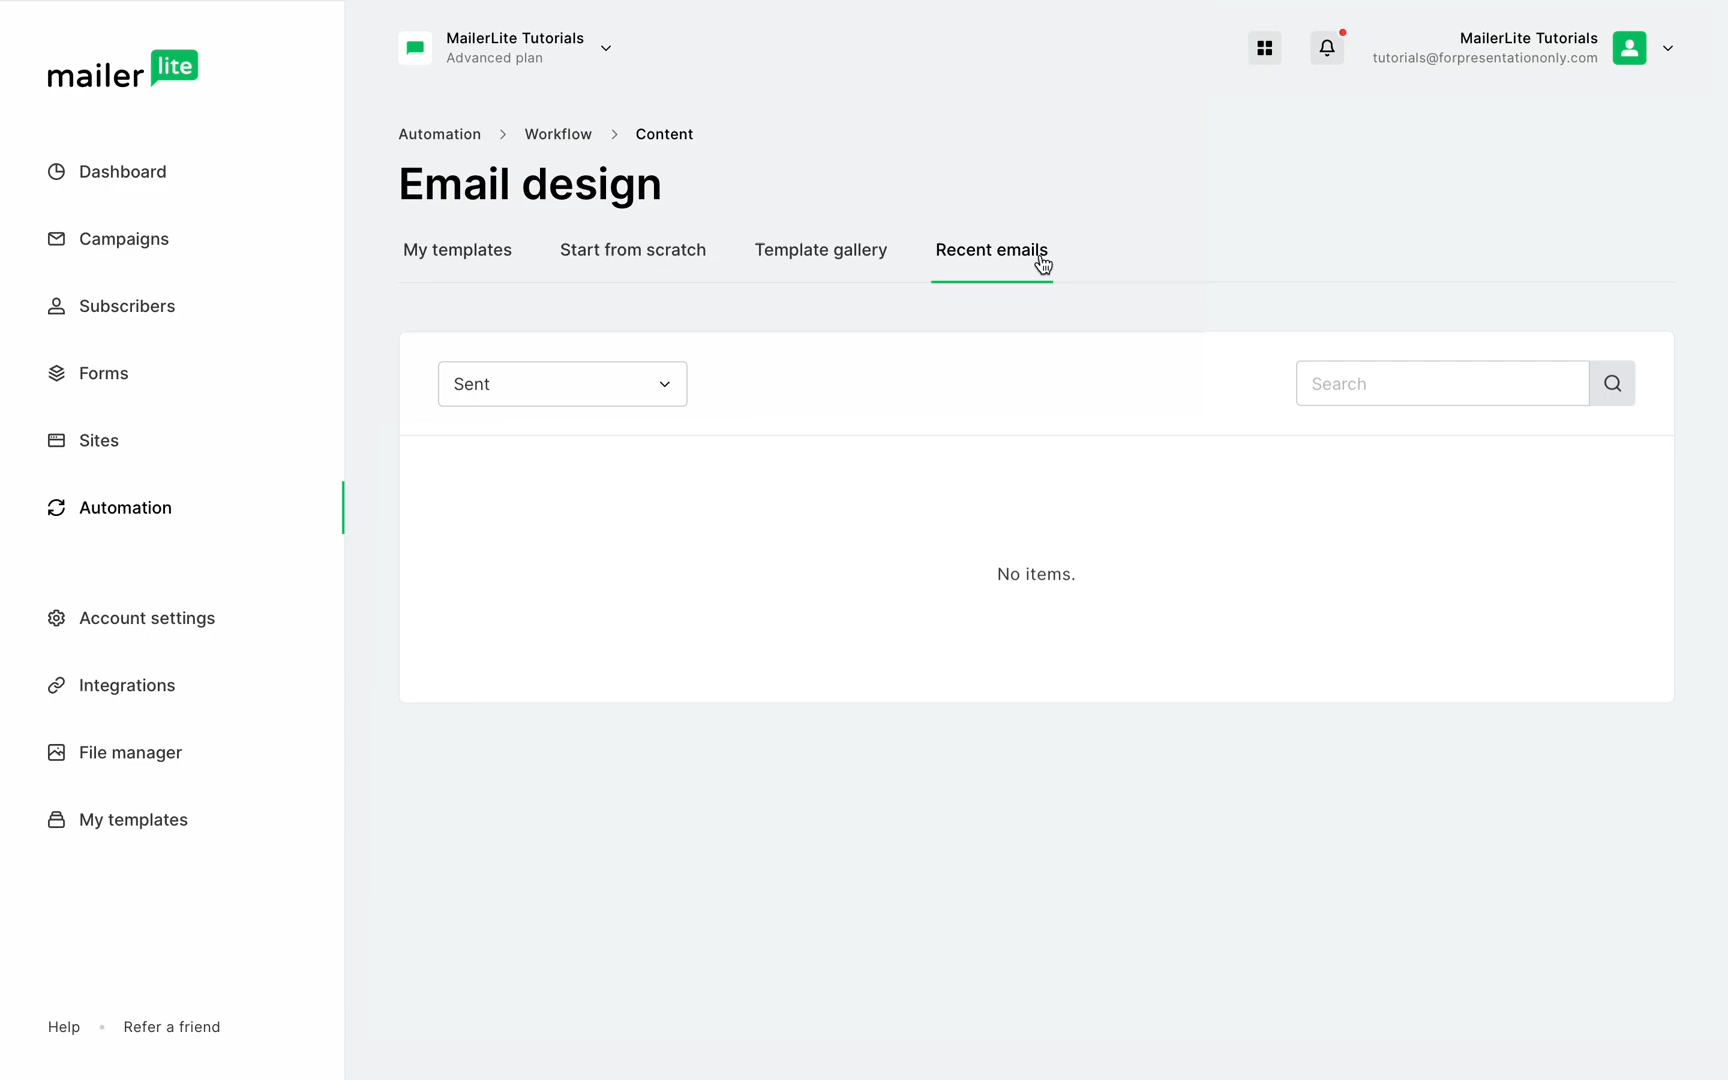 mailer lite
Dashboard
Campaigns
Subscribers
Forms
Sites
Automation
Account settings
Integrations
File manager
My templates
Help • Refer a friend
MailerLite Tutorials
Advanced plan
MailerLite Tutorials
tutorials@forpresentationonly.com
Automation > Workflow > Content
Email design
My templates Start from scratch Template gallery Recent emails
Sent
Search
No items.